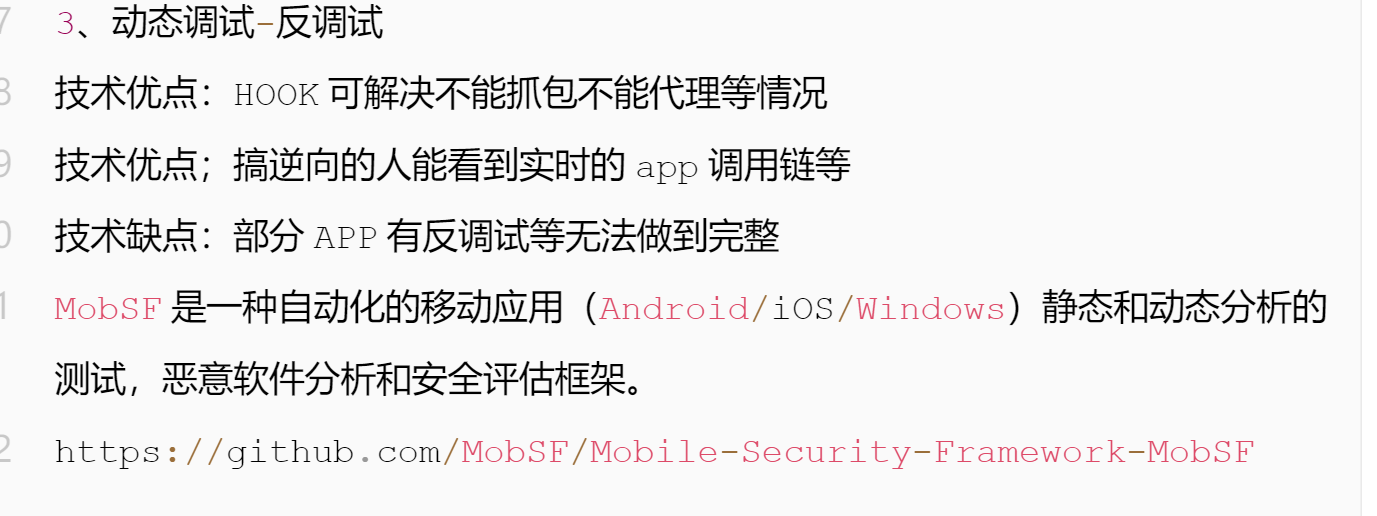 7 3、动态调试-反调试
8 技术优点：HOOK 可解决不能抓包不能代理等情况
9 技术优点；搞逆向的人能看到实时的 app 调用链等
0 技术缺点：部分 APP 有反调试等无法做到完整
1 MobSF 是一种自动化的移动应用（Android/iOS/Windows）静态和动态分析的
测试，恶意软件分析和安全评估框架。
2 https://github.com/MobSF/Mobile-Security-Framework-MobSF